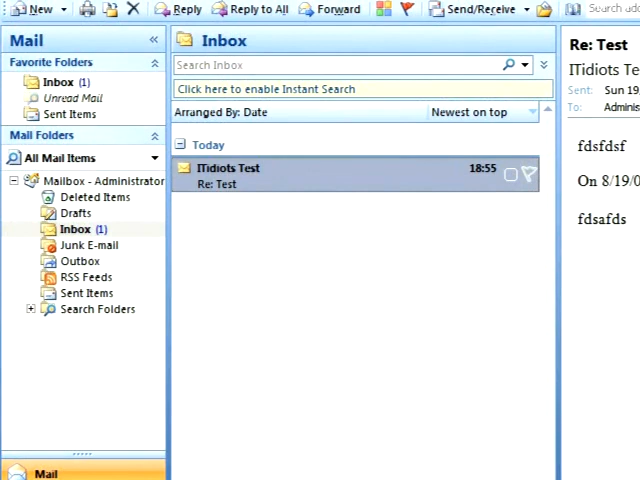 New Reply Reply to All Forward Send/Receive Search add
Mail
Favorite Folders
Inbox (1)
Unread Mail
Sent Items
Mail Folders
All Mail Items
Mailbox - Administrator
Deleted Items
Drafts
Inbox (1)
Junk E-mail
Outbox
RSS Feeds
Sent Items
Search Folders
Mail
Inbox
Search Inbox
Click here to enable Instant Search
Arranged By: Date Newest on top
Today
ITidiots Test 18:55
Re: Test
Re: Test
ITidiots Te
Sent: Sun 19,
To: Adminis
fdsfdsf
On 8/19/0
fdsafds